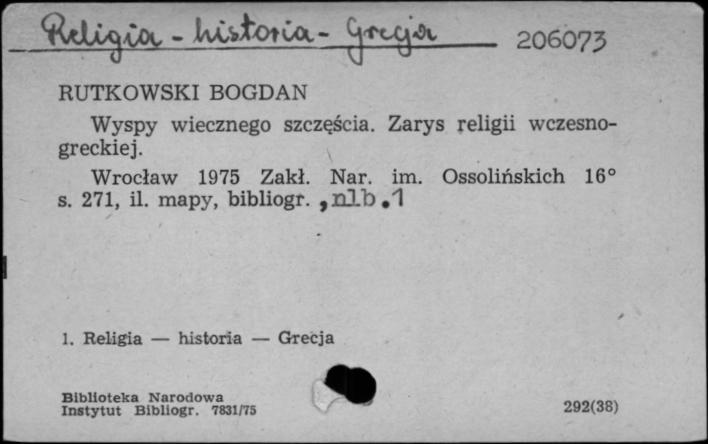 Religia - historia - Grecja 206073
RUTKOWSKI BOGDAN
Wyspy wiecznego szczęścia. Zarys religii wczesno-
greckiej.
Wrocław 1975 Zakł. Nar. im. Ossolińskich 16°
s. 271, il. mapy, bibliogr. ,nlb.1
1. Religia — historia — Grecja
Biblioteka Narodowa
Instytut Bibliogr. 7831/75
292(38)